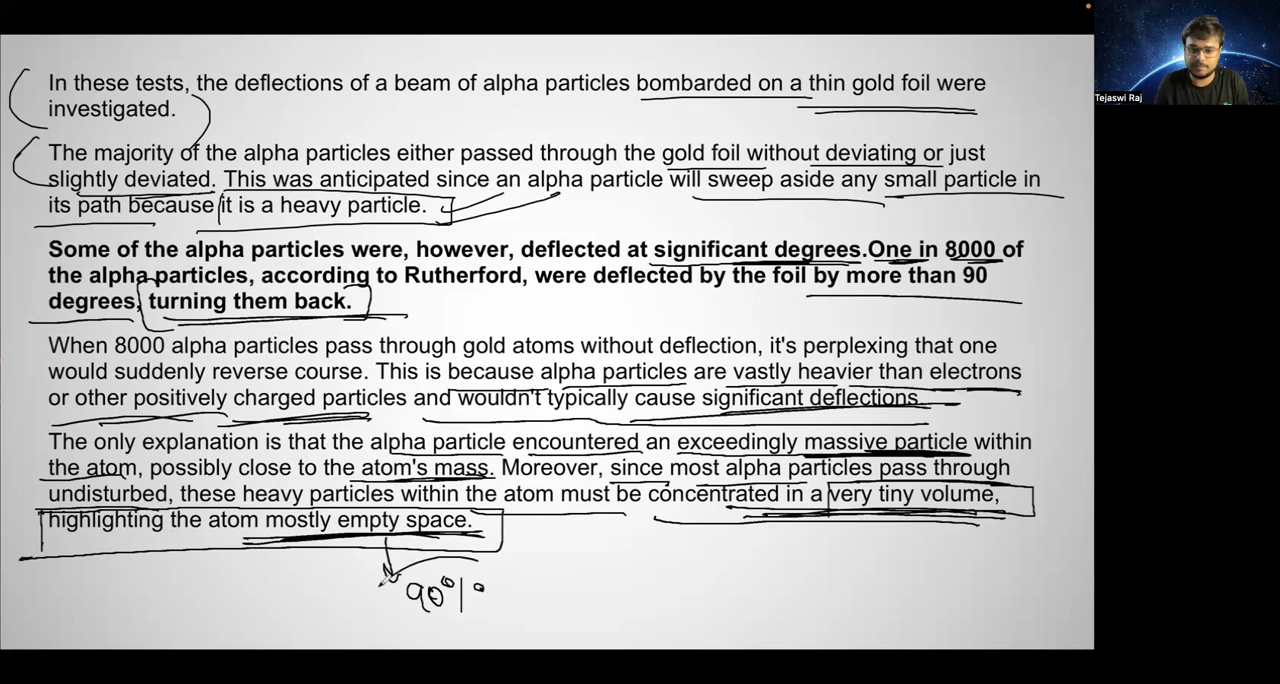 In these tests, the deflections of a beam of alpha particles bombarded on a thin gold foil were
investigated.
The majority of the alpha particles either passed through the gold foil without deviating or just
slightly deviated. This was anticipated since an alpha particle will sweep aside any small particle in
its path because it is a heavy particle.
Some of the alpha particles were, however, deflected at significant degrees.One in 8000 of
the alpha particles, according to Rutherford, were deflected by the foil by more than 90
degrees, turning them back.
When 8000 alpha particles pass through gold atoms without deflection, it's perplexing that one
would suddenly reverse course. This is because alpha particles are vastly heavier than electrons
or other positively charged particles and wouldn't typically cause significant deflections
The only explanation is that the alpha particle encountered an exceedingly massive particle within
the atom, possibly close to the atom's mass. Moreover, since most alpha particles pass through
undisturbed, these heavy particles within the atom must be concentrated in a very tiny volume,
highlighting the atom mostly empty space.
90%
Tejaswi Raj